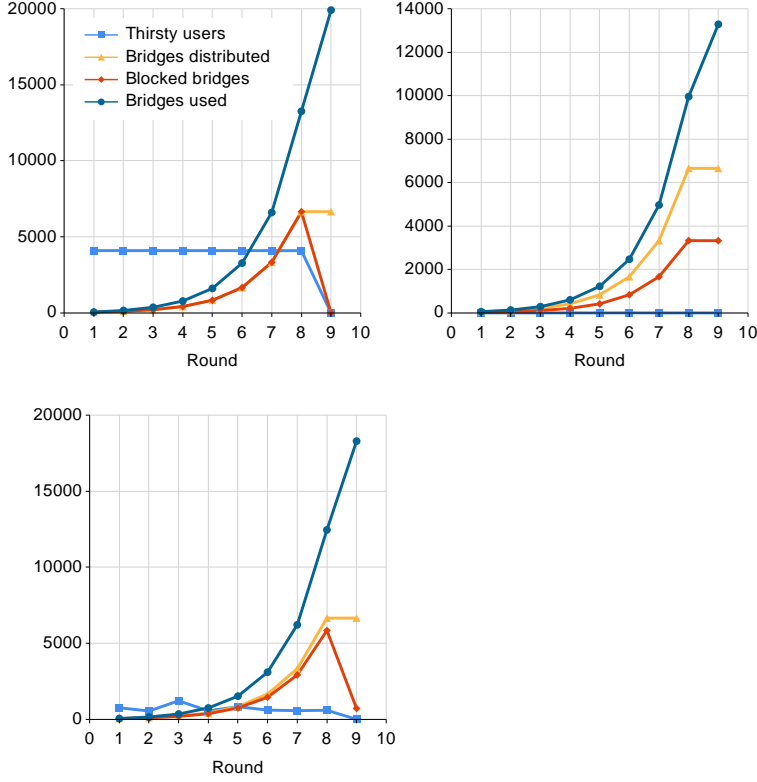 20000
15000
10000
5000
0
Thirsty users
Bridges distributed
Blocked bridges
Bridges used
0 1 2 3 4 5 6 7 8 9 10
Round
14000
12000
10000
8000
6000
4000
2000
0
0 1 2 3 4 5 6 7 8 9 10
Round
20000
15000
10000
5000
0
0 1 2 3 4 5 6 7 8 9 10
Round